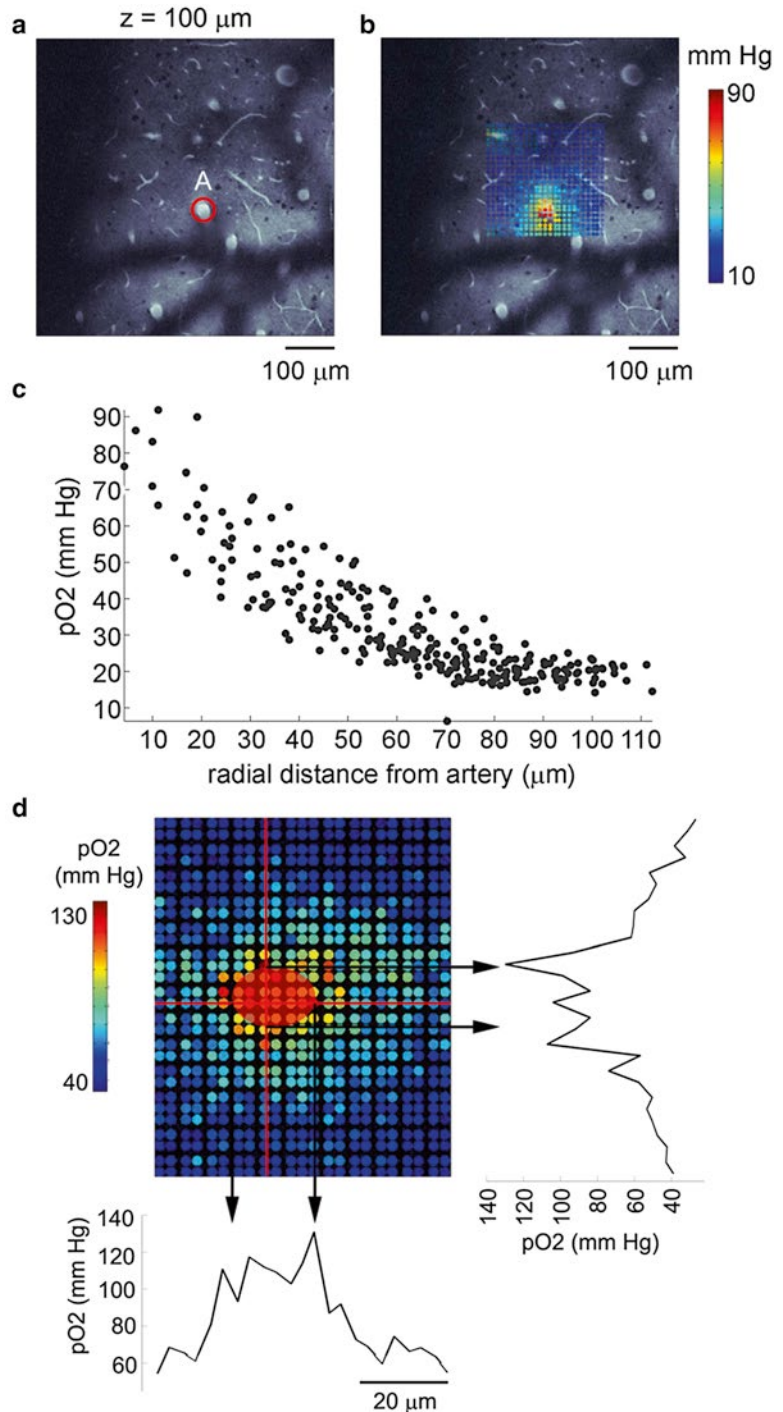 a
z = 100 μm
A
100 μm
b
mm Hg
90
10
100 μm
c
pO2 (mm Hg)
90
80
70
60
50
40
30
20
10
10 20 30 40 50 60 70 80 90 100 110
radial distance from artery (μm)
d
pO2
(mm Hg)
130
40
140 120 100 80 60 40
pO2 (mm Hg)
pO2 (mm Hg)
140
120
100
80
60
20 μm